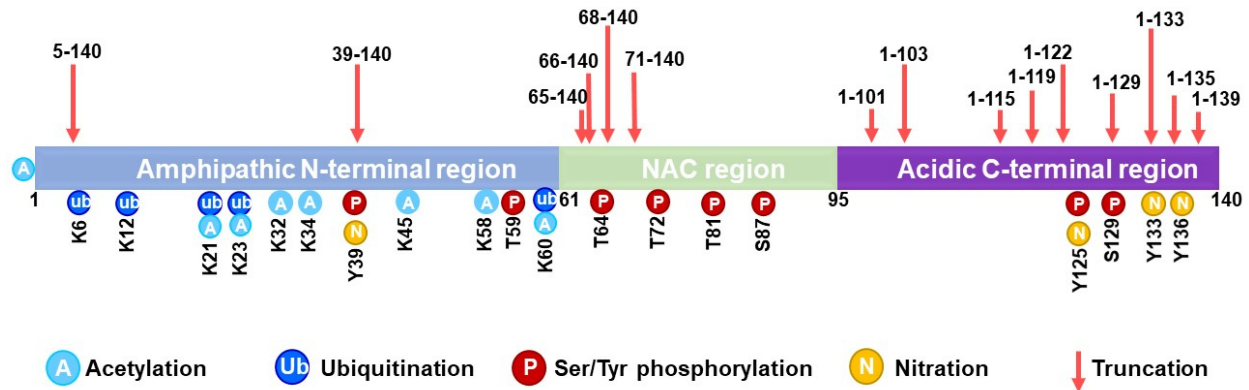 5-140
39-140
65-140
66-140
68-140
71-140
1-101
1-103
1-115
1-119
1-122
1-129
1-133
1-135
1-139
A
Amphipathic N-terminal region
NAC region
Acidic C-terminal region
1
61
95
140
ub
K6
ub
K12
ub
A
K21
ub
A
K23
A
K32
A
K34
P
N
Y39
A
K45
A
K58
P
T59
ub
A
K60
P
T64
P
T72
P
T81
P
S87
P
N
Y125
P
S129
N
Y133
N
Y136
A Acetylation
Ub Ubiquitination
P Ser/Tyr phosphorylation
N Nitration
Truncation